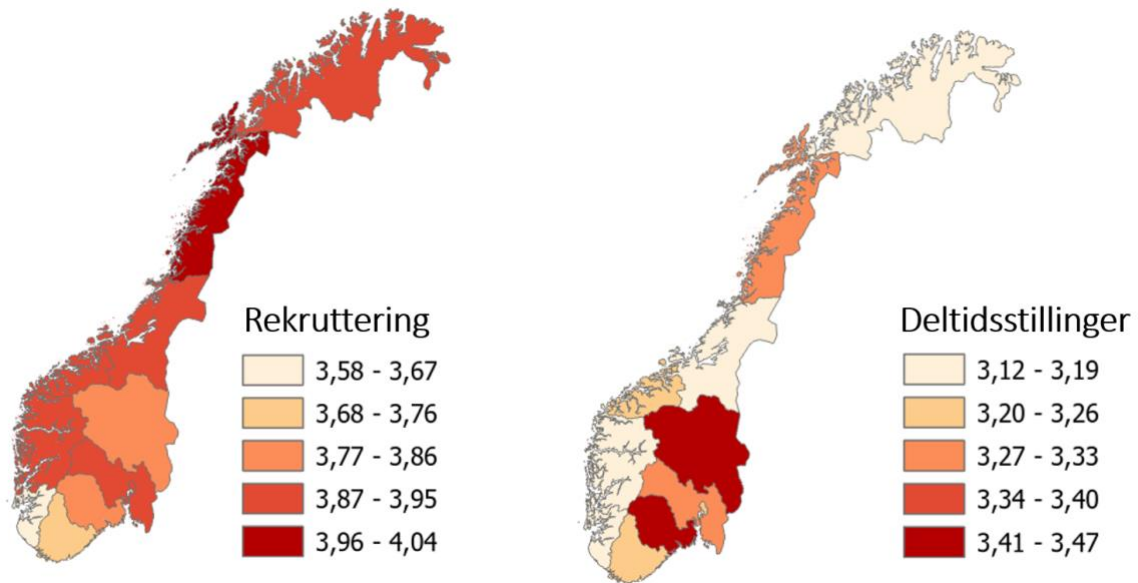 Rekruttering
3,58 - 3,67
3,68 - 3,76
3,77 - 3,86
3,87 - 3,95
3,96 - 4,04
Deltidsstillinger
3,12 - 3,19
3,20 - 3,26
3,27 - 3,33
3,34 - 3,40
3,41 - 3,47